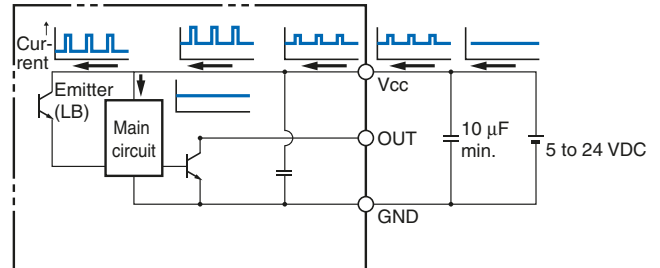 Cur-
rent
Vcc
Emitter
(LB)
Main
circuit
OUT
10 μF
min.
5 to 24 VDC
GND